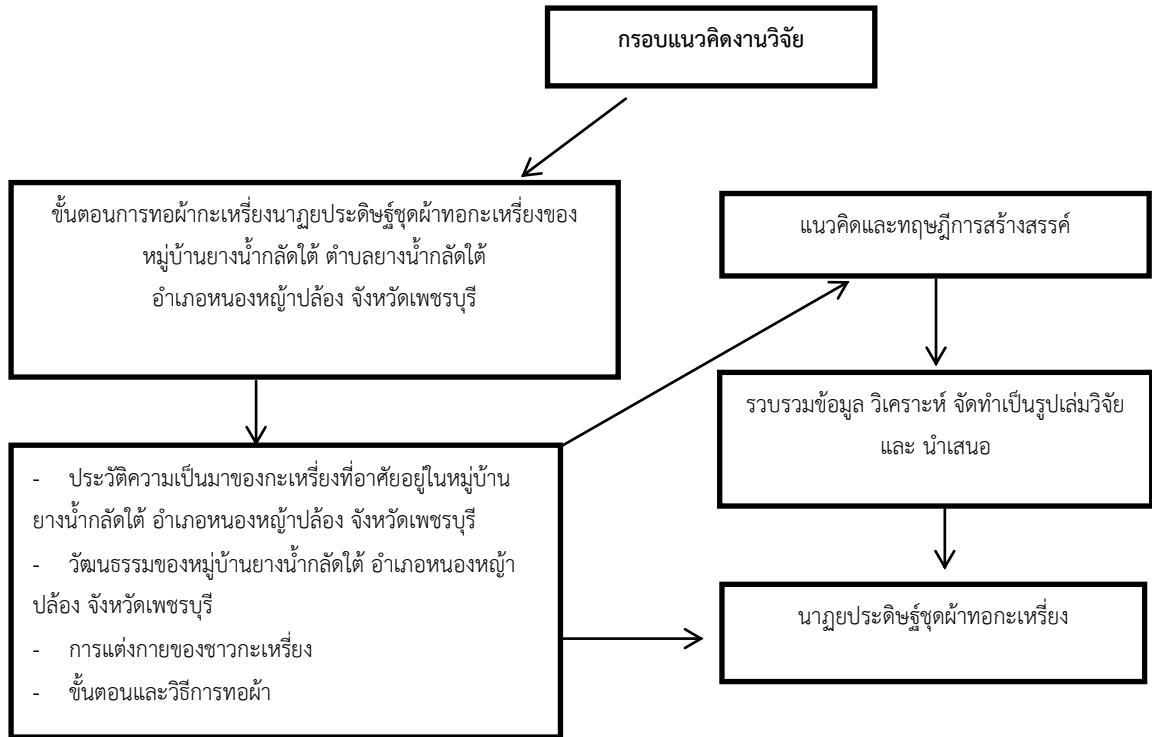 กรอบแนวคิดงานวิจัย
ขั้นตอนการทอผ้ากะเหรี่ยงนาฏยประดิษฐ์ชุดผ้าทอกะเหรี่ยงของ
หมู่บ้านยางน้ำกลัดใต้ ตำบลยางน้ำกลัดใต้
อำเภอหนองหญ้าปล้อง จังหวัดเพชรบุรี
แนวคิดและทฤษฎีการสร้างสรรค์
รวบรวมข้อมูล วิเคราะห์ จัดทำเป็นรูปเล่มวิจัย
และ นำเสนอ
- ประวัติความเป็นมาของกะเหรี่ยงที่อาศัยอยู่ในหมู่บ้าน
ยางน้ำกลัดใต้ อำเภอหนองหญ้าปล้อง จังหวัดเพชรบุรี
- วัฒนธรรมของหมู่บ้านยางน้ำกลัดใต้ อำเภอหนองหญ้า
ปล้อง จังหวัดเพชรบุรี
- การแต่งกายของชาวกะเหรี่ยง
- ขั้นตอนและวิธีการทอผ้า
นาฏยประดิษฐ์ชุดผ้าทอกะเหรี่ยง